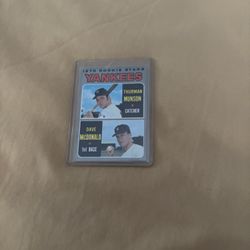 1970 ROOKIE STARS
YANKEES
THURMAN
MUNSON
CATCHER
DAVE
McDONALD
1st BASE